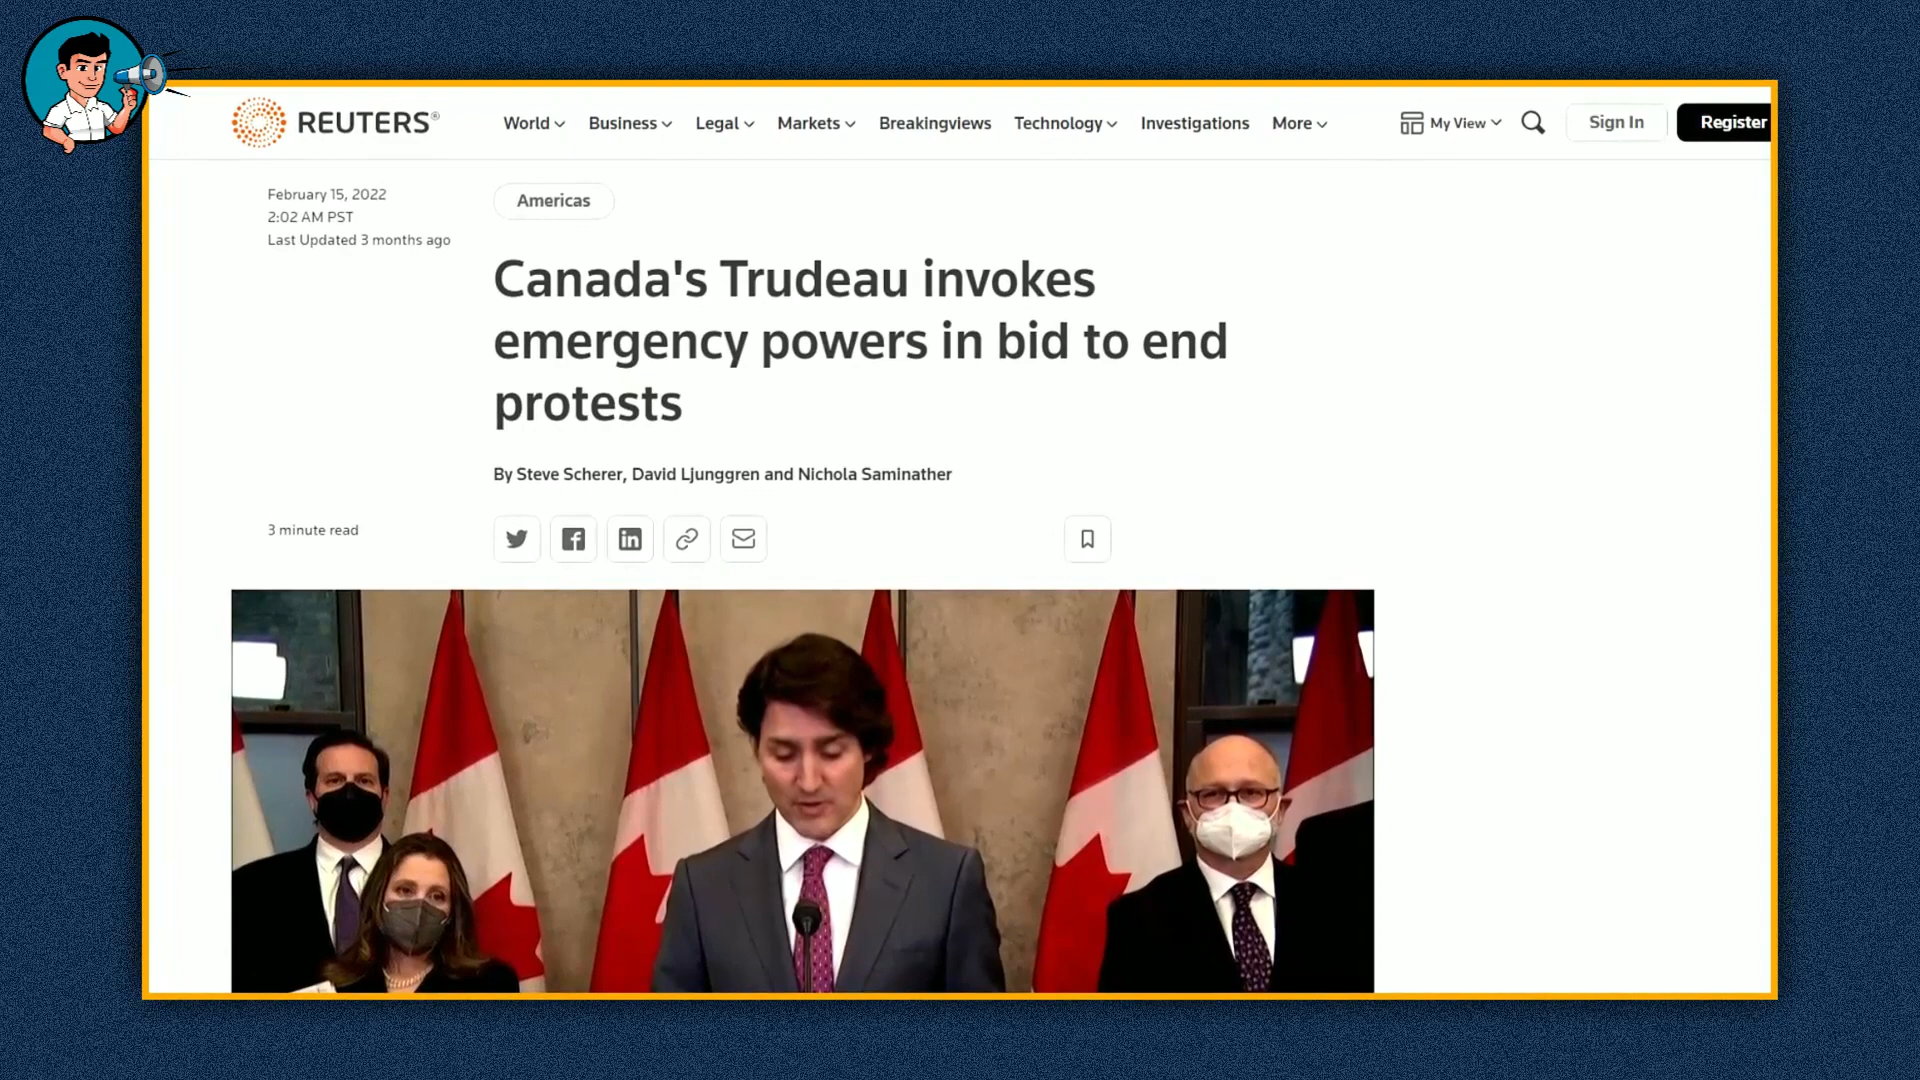 REUTERS®
World
Business
Legal
Markets
Breakingviews
Technology
Investigations
More
My View
Sign In
Register
February 15, 2022
2:02 AM PST
Last Updated 3 months ago
Americas
Canada's Trudeau invokes
emergency powers in bid to end
protests
By Steve Scherer, David Ljunggren and Nichola Saminather
3 minute read